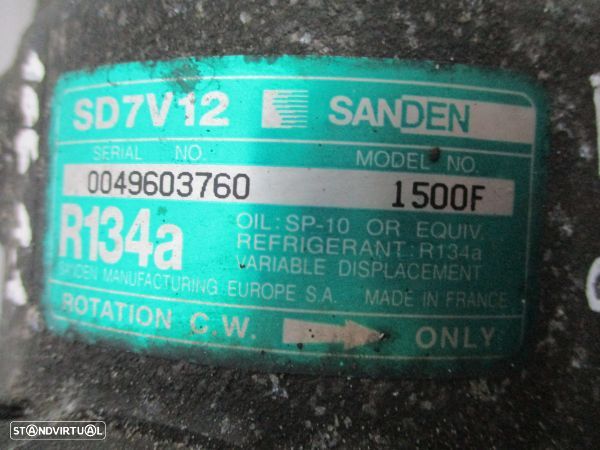 SD7V12 SANDEN
SERIAL NO. MODEL NO.
0049603760 1500F
R134a
OIL: SP-10 OR EQUIV.
REFRIGERANT: R134a
VARIABLE DISPLACEMENT
SANDEN MANUFACTURING EUROPE S.A. MADE IN FRANCE
ROTATION C.W. ONLY
STANDVIRTUAL